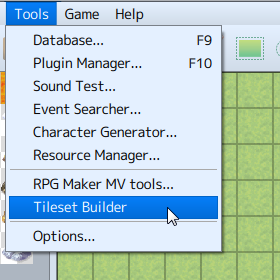 Tools Game Help
Database... F9
Plugin Manager... F10
Sound Test...
Event Searcher...
Character Generator...
Resource Manager...
RPG Maker MV tools...
Tileset Builder
Options...